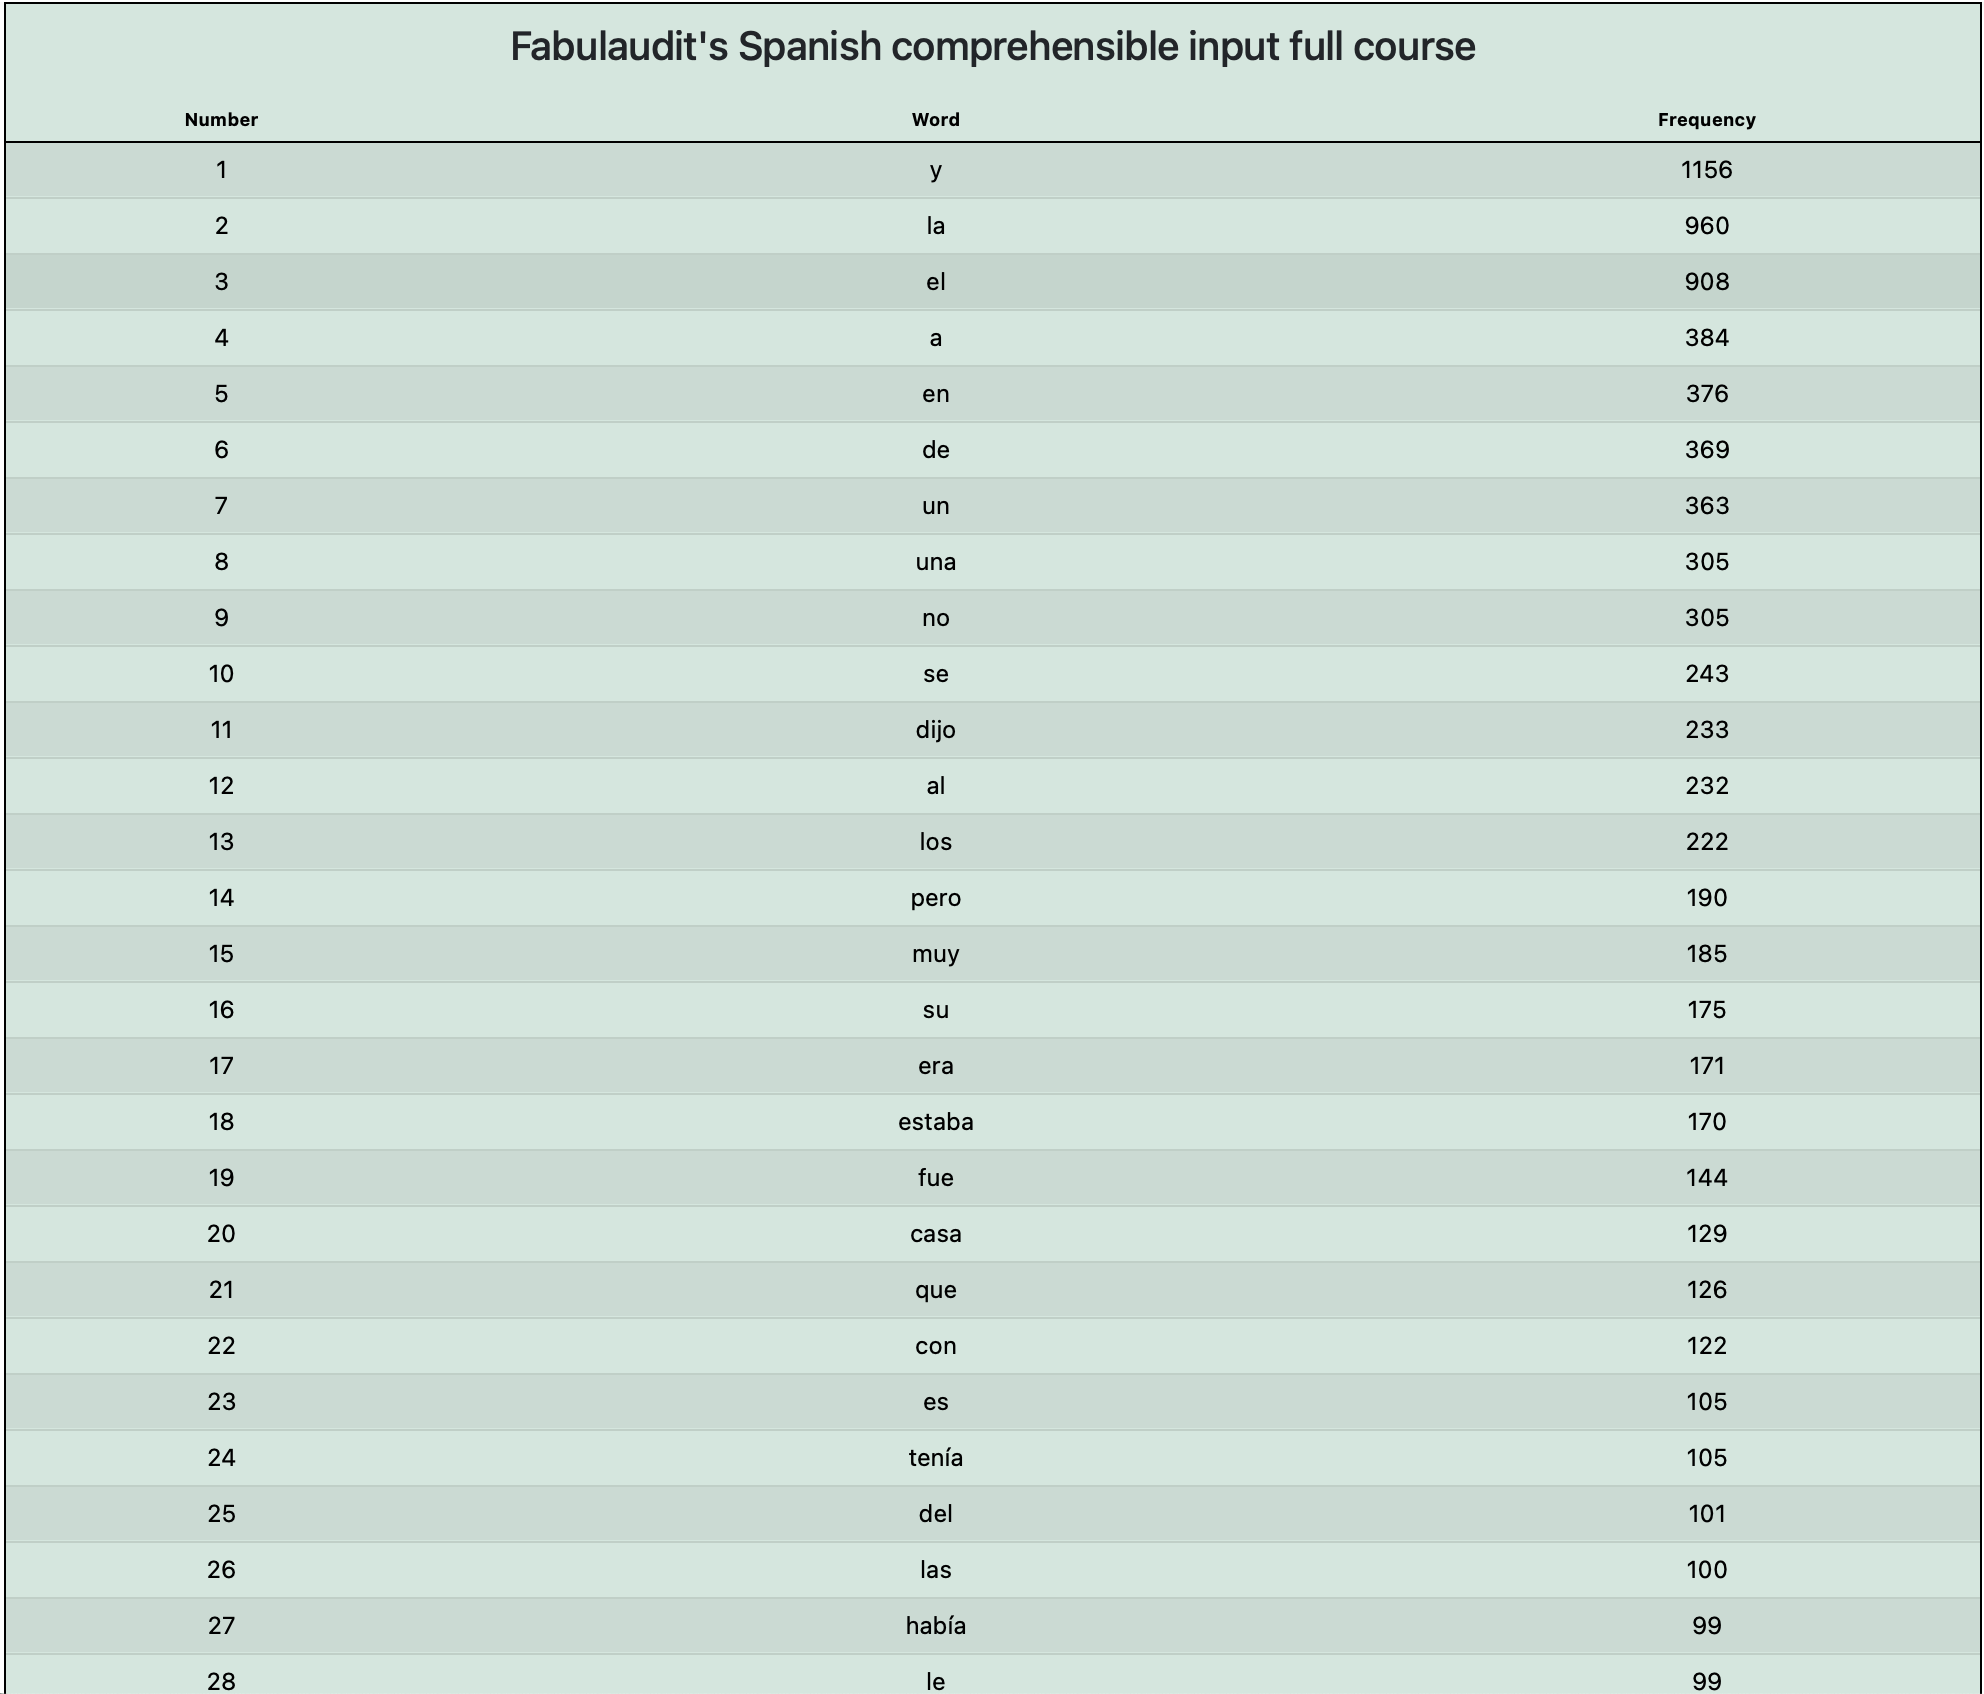 Fabulaudit's Spanish comprehensible input full course
Number Word Frequency
1 y 1156
2 la 960
3 el 908
4 a 384
5 en 376
6 de 369
7 un 363
8 una 305
9 no 305
10 se 243
11 dijo 233
12 al 232
13 los 222
14 pero 190
15 muy 185
16 su 175
17 era 171
18 estaba 170
19 fue 144
20 casa 129
21 que 126
22 con 122
23 es 105
24 tenía 105
25 del 101
26 las 100
27 había 99
28 le 99